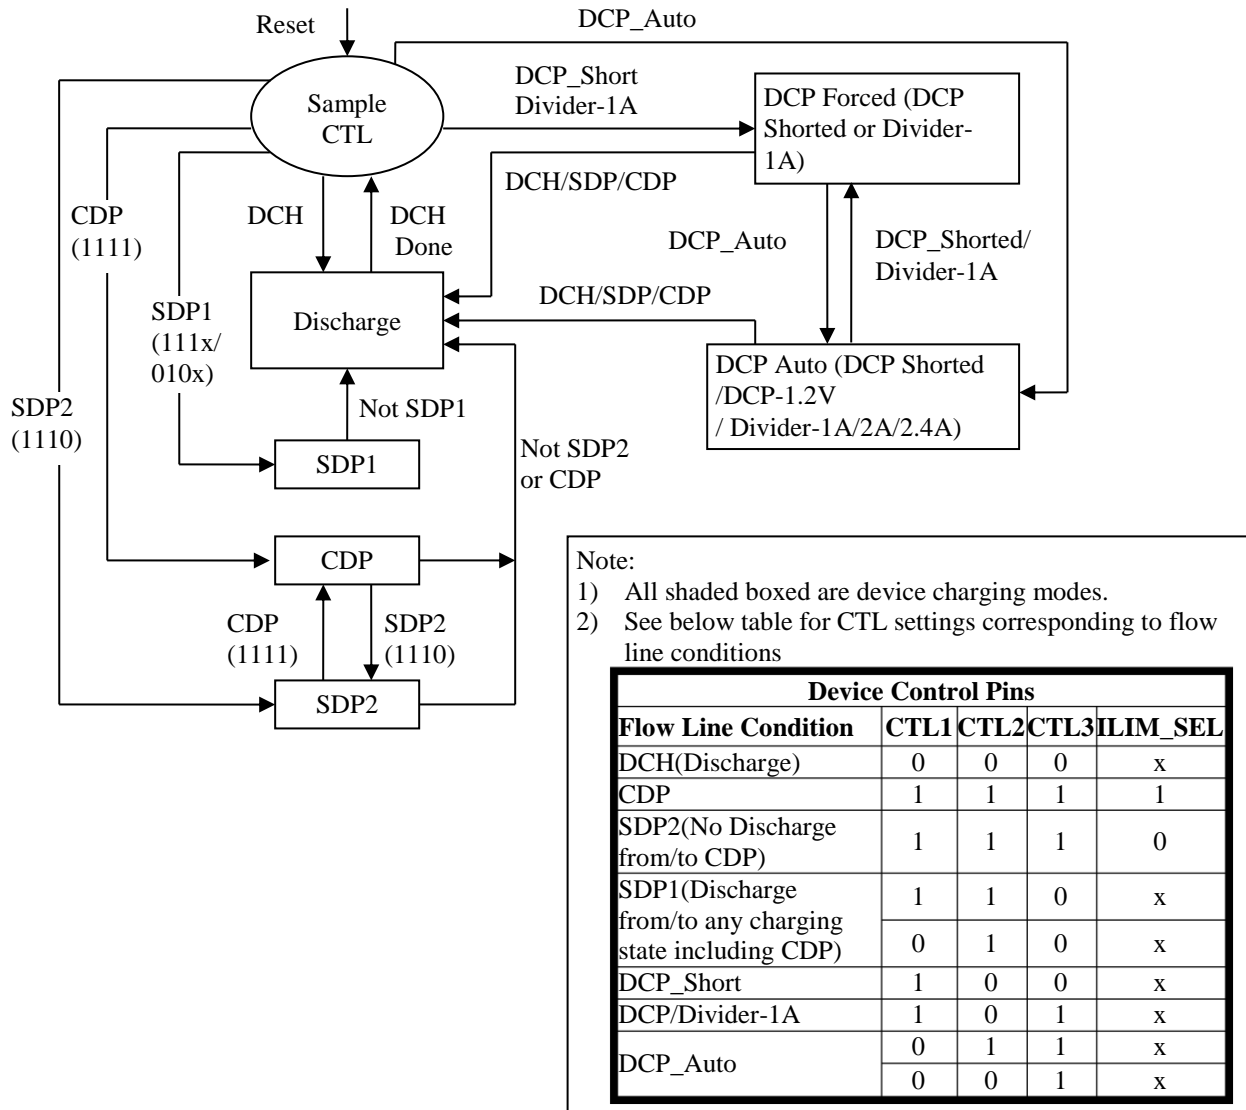 Reset
DCP_Auto
Sample
CTL
DCP_Short
Divider-1A
DCP Forced (DCP
Shorted or Divider-
1A)
DCH/SDP/CDP
CDP
(1111)
DCH
DCH
Done
DCP_Auto
DCP_Shorted/
Divider-1A
SDP1
(111x/
010x)
Discharge
DCH/SDP/CDP
DCP Auto (DCP Shorted
/DCP-1.2V
/ Divider-1A/2A/2.4A)
SDP2
(1110)
Not SDP1
Not SDP2
or CDP
SDP1
CDP
CDP
(1111)
SDP2
(1110)
SDP2
Note:
1) All shaded boxed are device charging modes.
2) See below table for CTL settings corresponding to flow
line conditions
Device Control Pins
Flow Line Condition CTL1 CTL2 CTL3 ILIM_SEL
DCH(Discharge) 0 0 0 x
CDP 1 1 1 1
SDP2(No Discharge
from/to CDP) 1 1 1 0
SDP1(Discharge 1 1 0 x
from/to any charging
state including CDP) 0 1 0 x
DCP_Short 1 0 0 x
DCP/Divider-1A 1 0 1 x
DCP_Auto 0 1 1 x
0 0 1 x